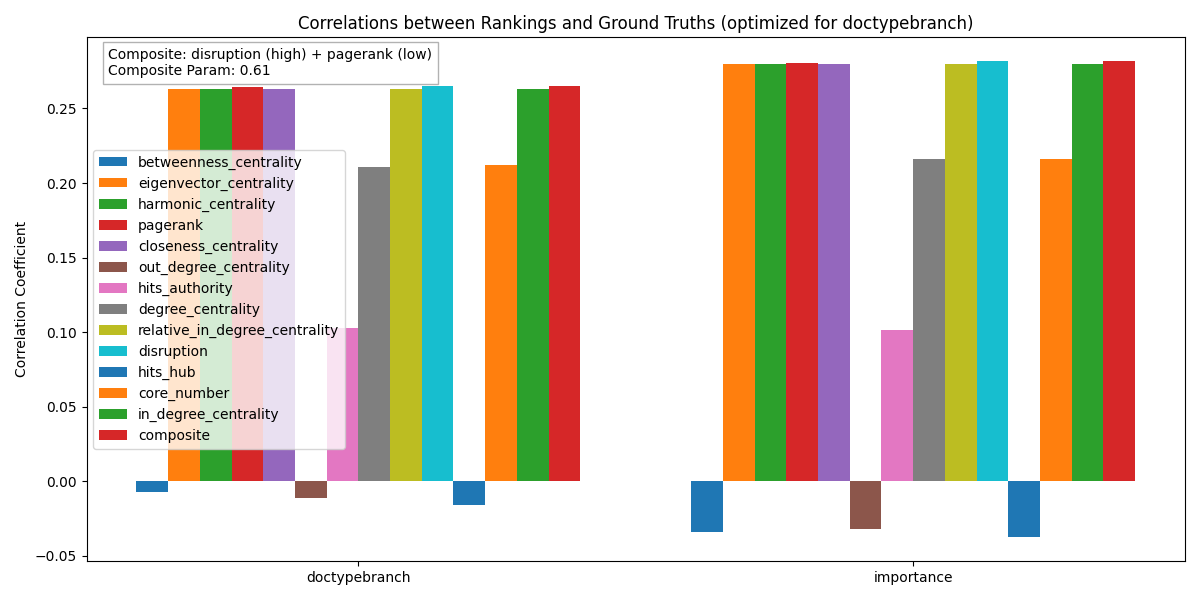 Correlations between Rankings and Ground Truths (optimized for doctypebranch)
Composite: disruption (high) + pagerank (low)
Composite Param: 0.61
betweenness_centrality
eigenvector_centrality
harmonic_centrality
pagerank
closeness_centrality
out_degree_centrality
hits_authority
degree_centrality
relative_in_degree_centrality
disruption
hits_hub
core_number
in_degree_centrality
composite
Correlation Coefficient
0.25
0.20
0.15
0.10
0.05
0.00
−0.05
doctypebranch
importance